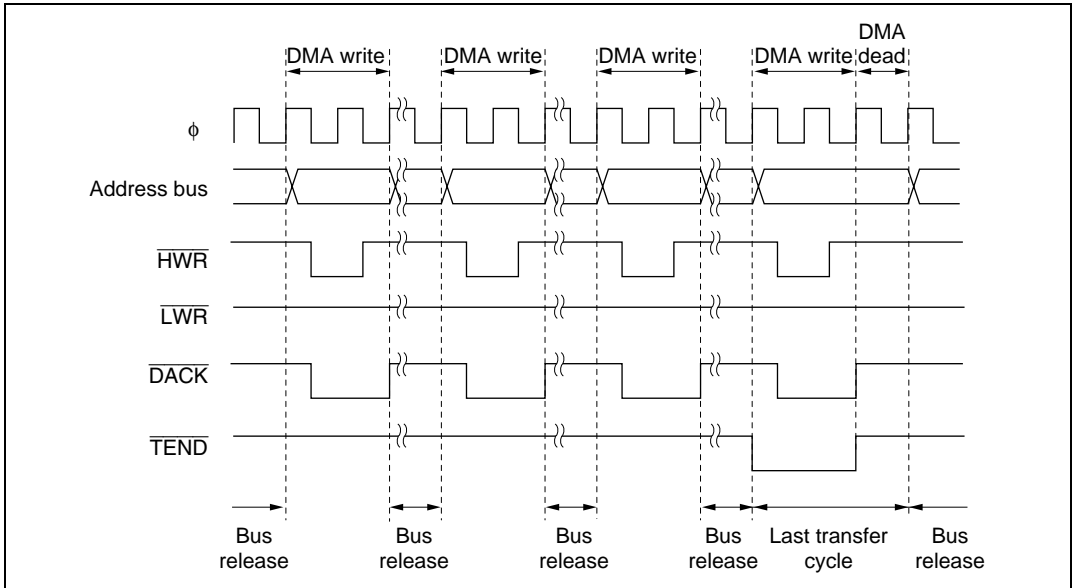 DMA
DMA write DMA write DMA write DMA write dead
ϕ
Address bus
HWR
LWR
DACK
TEND
Bus release Bus release Bus release Bus release Last transfer cycle Bus release